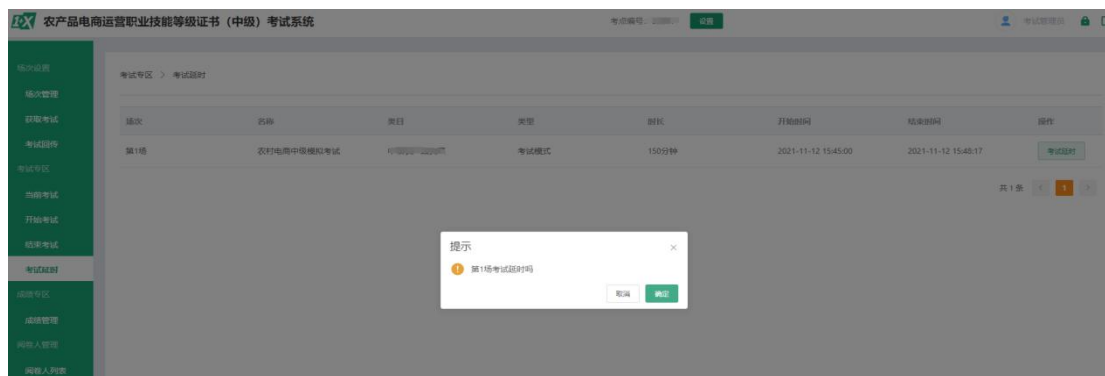 1+X 农产品电商运营职业技能等级证书（中级）考试系统
考点编号:
设置
场次设置
场次管理
获取考试
考试回传
考试专区
当前考试
开始考试
结束考试
考试延时
成绩专区
成绩管理
阅卷人管理
阅卷人列表
考试专区 > 考试延时
场次 名称 类目 类型 时长 开始时间 结束时间 操作
第1场 农村电商中级模拟考试 考试模式 150分钟 2021-11-12 15:45:00 2021-11-12 15:48:17 考试延时
共 1 条 < 1 >
提示 ×
第1场考试延时吗
取消 确定